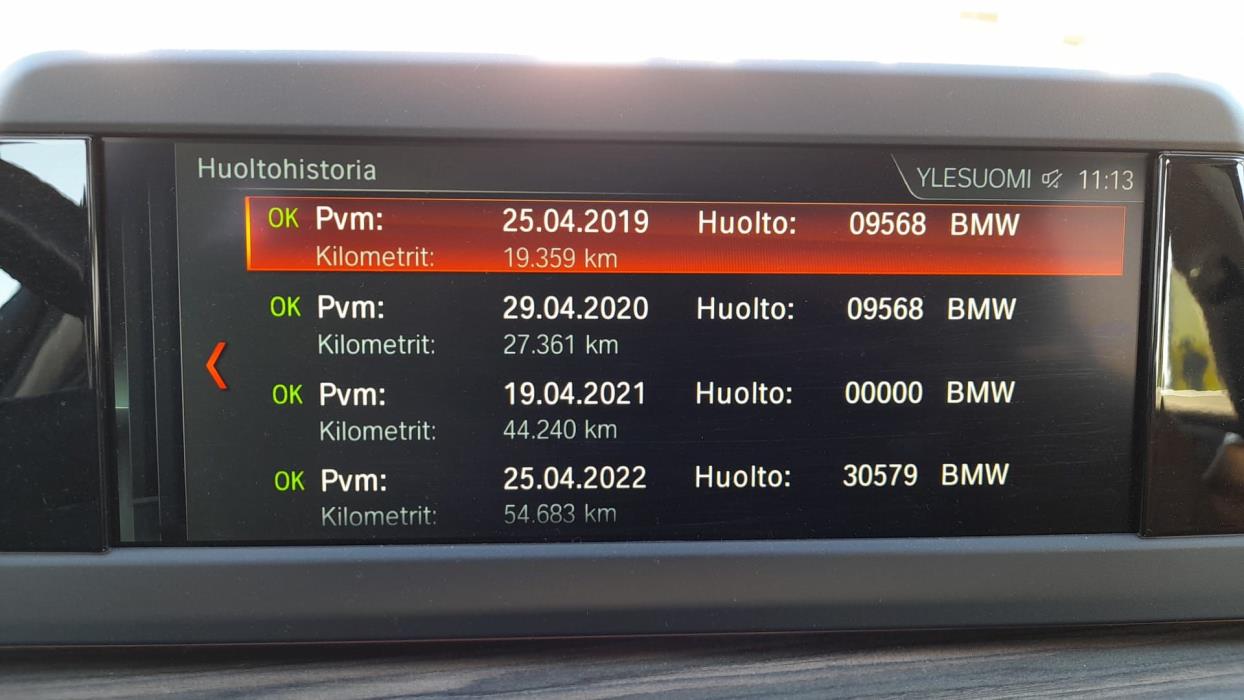 Huoltohistoria
YLESUOMI 11:13
OK Pvm: 25.04.2019 Huolto: 09568 BMW
Kilometrit: 19.359 km
OK Pvm: 29.04.2020 Huolto: 09568 BMW
Kilometrit: 27.361 km
OK Pvm: 19.04.2021 Huolto: 00000 BMW
Kilometrit: 44.240 km
OK Pvm: 25.04.2022 Huolto: 30579 BMW
Kilometrit: 54.683 km